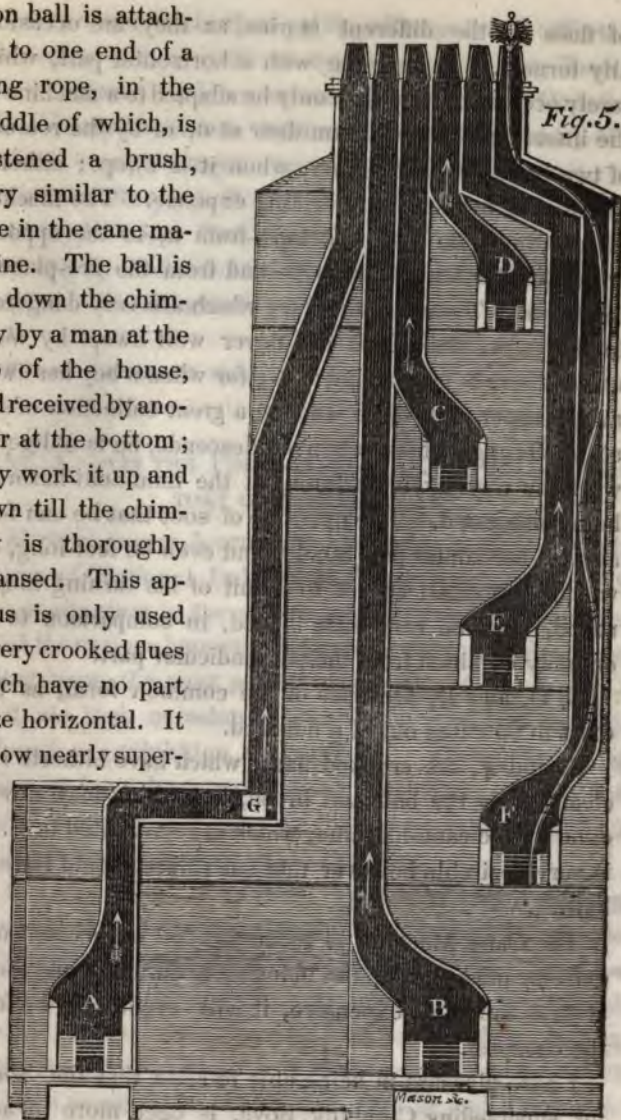 on ball is attach-
to one end of a
ng rope, in the
ddle of which, is
stened a brush,
ry similar to the
e in the cane ma-
ine. The ball is
down the chim-
y by a man at the
of the house,
d received by ano-
r at the bottom;
y work it up and
wn till the chim-
is thoroughly
ansed. This ap-
us is only used
ery crooked flues
ch have no part
te horizontal. It
ow nearly super-
Fig. 5.
D
C
E
F
G
A
B
Mason sc.